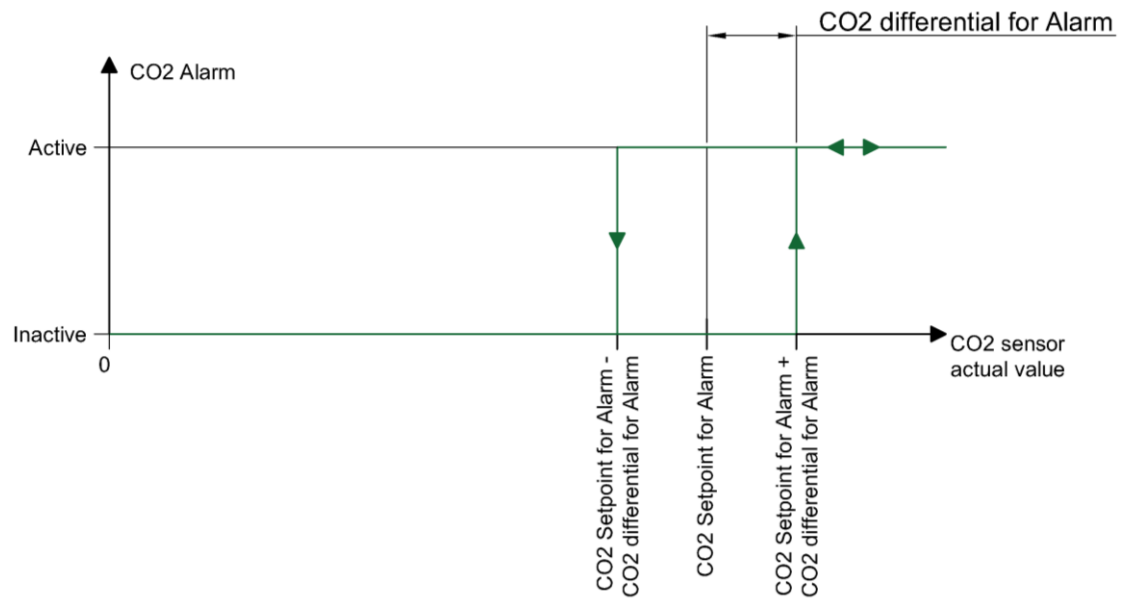 CO2 differential for Alarm
CO2 Alarm
Active
Inactive
0
CO2 sensor
actual value
CO2 Setpoint for Alarm -
CO2 differential for Alarm
CO2 Setpoint for Alarm
CO2 Setpoint for Alarm +
CO2 differential for Alarm